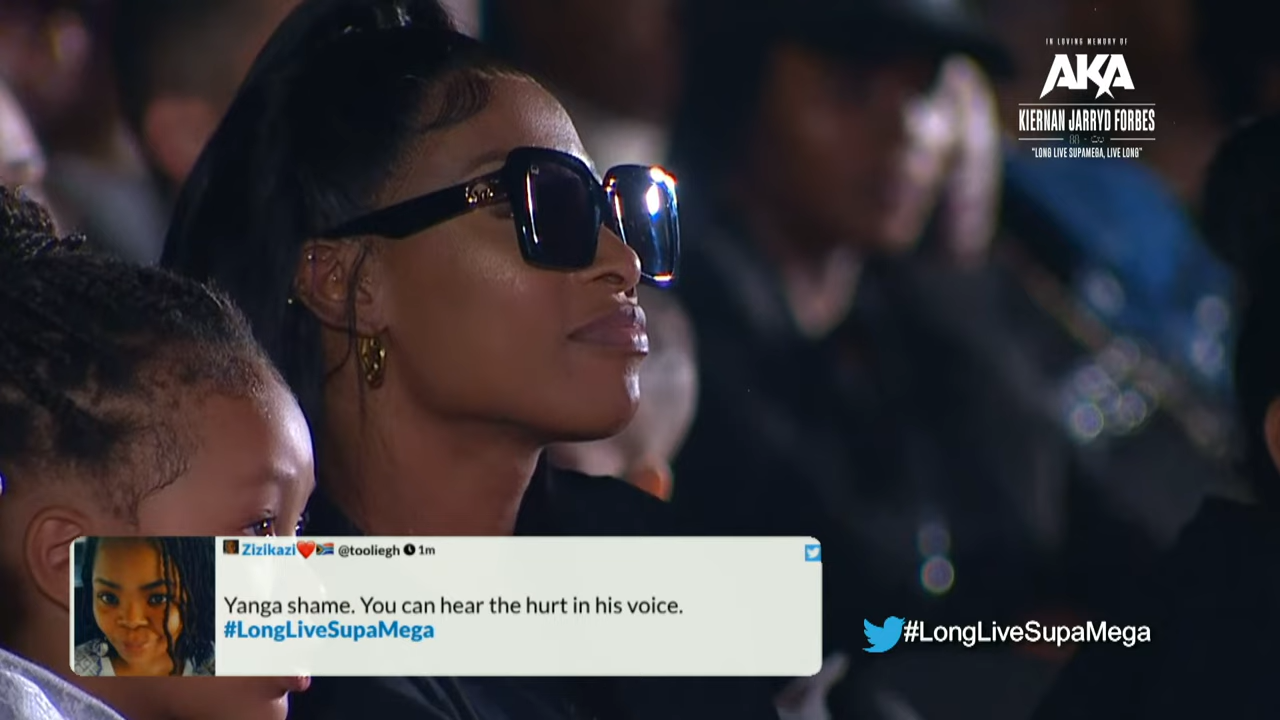 IN LOVING MEMORY OF
AKA
KIERNAN JARRYD FORBES
"LONG LIVE SUPAMEGA, LIVE LONG"
Zizikazi❤️🇿🇦 @tooliegh 1m
Yanga shame. You can hear the hurt in his voice.
#LongLiveSupaMega
#LongLiveSupaMega